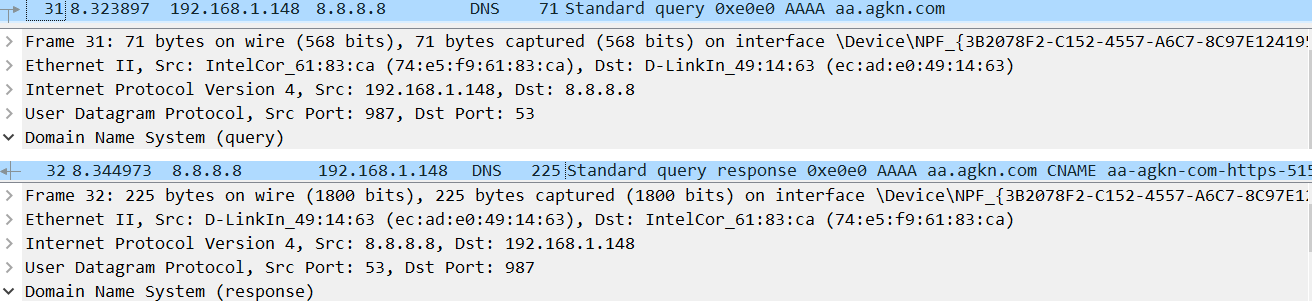 31 8.323897 192.168.1.148 8.8.8.8 DNS 71 Standard query 0xe0e0 AAAA aa.agkn.com
Frame 31: 71 bytes on wire (568 bits), 71 bytes captured (568 bits) on interface \Device\NPF_{3B2078F2-C152-4557-A6C7-8C97E124195
Ethernet II, Src: IntelCor_61:83:ca (74:e5:f9:61:83:ca), Dst: D-LinkIn_49:14:63 (ec:ad:e0:49:14:63)
Internet Protocol Version 4, Src: 192.168.1.148, Dst: 8.8.8.8
User Datagram Protocol, Src Port: 987, Dst Port: 53
Domain Name System (query)
32 8.344973 8.8.8.8 192.168.1.148 DNS 225 Standard query response 0xe0e0 AAAA aa.agkn.com CNAME aa-agkn-com-https-515
Frame 32: 225 bytes on wire (1800 bits), 225 bytes captured (1800 bits) on interface \Device\NPF_{3B2078F2-C152-4557-A6C7-8C97E12
Ethernet II, Src: D-LinkIn_49:14:63 (ec:ad:e0:49:14:63), Dst: IntelCor_61:83:ca (74:e5:f9:61:83:ca)
Internet Protocol Version 4, Src: 8.8.8.8, Dst: 192.168.1.148
User Datagram Protocol, Src Port: 53, Dst Port: 987
Domain Name System (response)